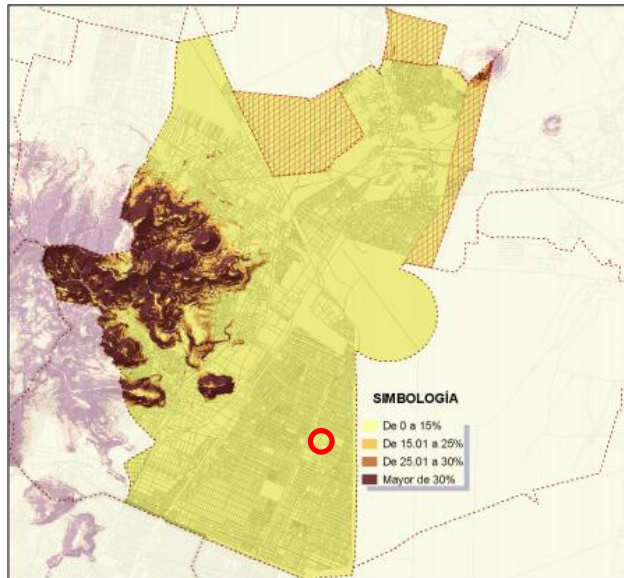 SIMBOLOGÍA
De 0 a 15%
De 15.01 a 25%
De 25.01 a 30%
Mayor de 30%